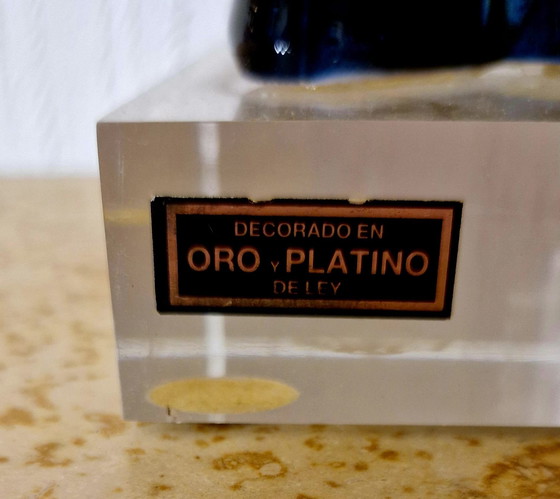 DECORADO EN
ORO Y PLATINO
DE LEY